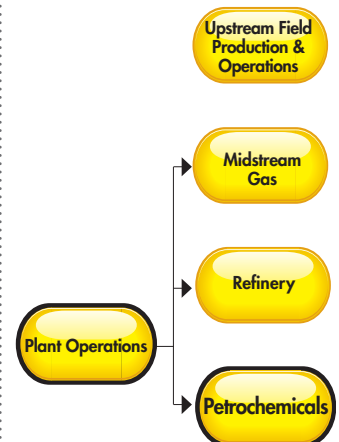 Upstream Field
Production &
Operations
Midstream
Gas
Refinery
Plant Operations
Petrochemicals